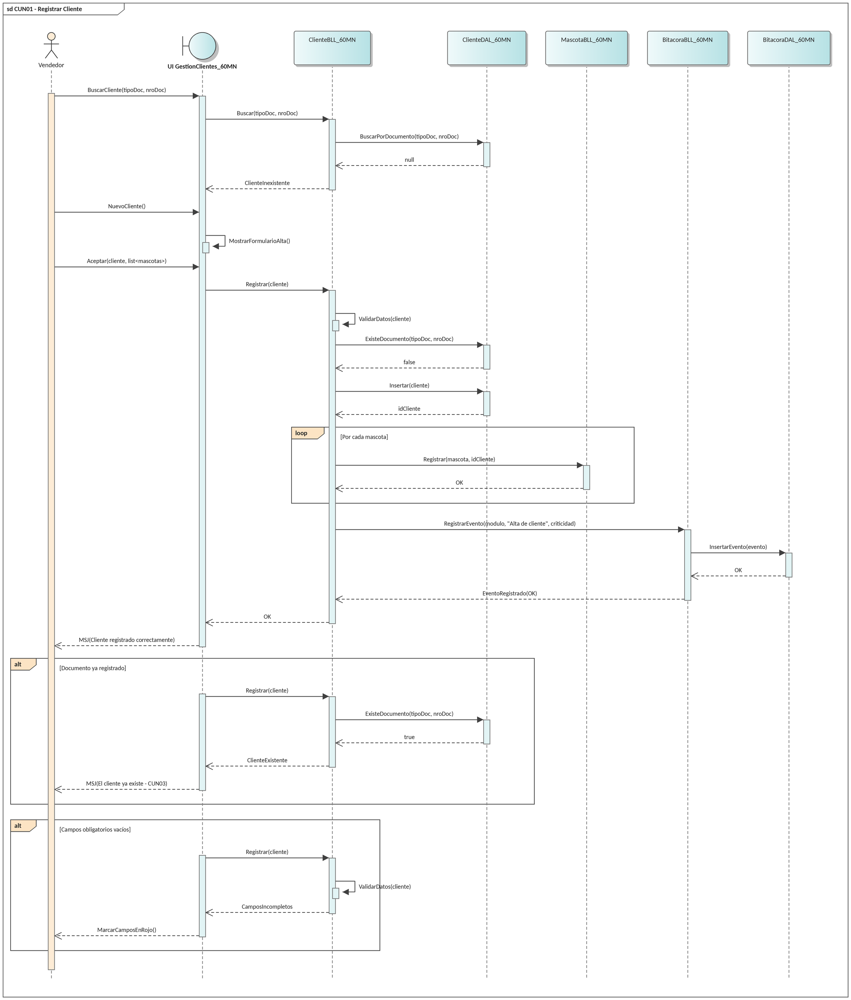 sd CUN01 - Registrar Cliente
Vendedor
UI GestionClientes_60MN
ClienteBLL_60MN
ClienteDAL_60MN
MascotaBLL_60MN
BitacoraBLL_60MN
BitacoraDAL_60MN
BuscarCliente(tipoDoc, nroDoc)
Buscar(tipoDoc, nroDoc)
BuscarPorDocumento(tipoDoc, nroDoc)
null
ClienteInexistente
NuevoCliente()
MostrarFormularioAlta()
Aceptar(cliente, list<mascotas>)
Registrar(cliente)
ValidarDatos(cliente)
ExisteDocumento(tipoDoc, nroDoc)
false
Insertar(cliente)
idCliente
loop
[Por cada mascota]
Registrar(mascota, idCliente)
OK
RegistrarEvento(modulo, "Alta de cliente", criticidad)
InsertarEvento(evento)
OK
EventoRegistrado(OK)
OK
MSJ(Cliente registrado correctamente)
alt
[Documento ya registrado]
Registrar(cliente)
ExisteDocumento(tipoDoc, nroDoc)
true
ClienteExistente
MSJ(El cliente ya existe - CUN03)
alt
[Campos obligatorios vacíos]
Registrar(cliente)
ValidarDatos(cliente)
CamposIncompletos
MarcarCamposEnRojo()